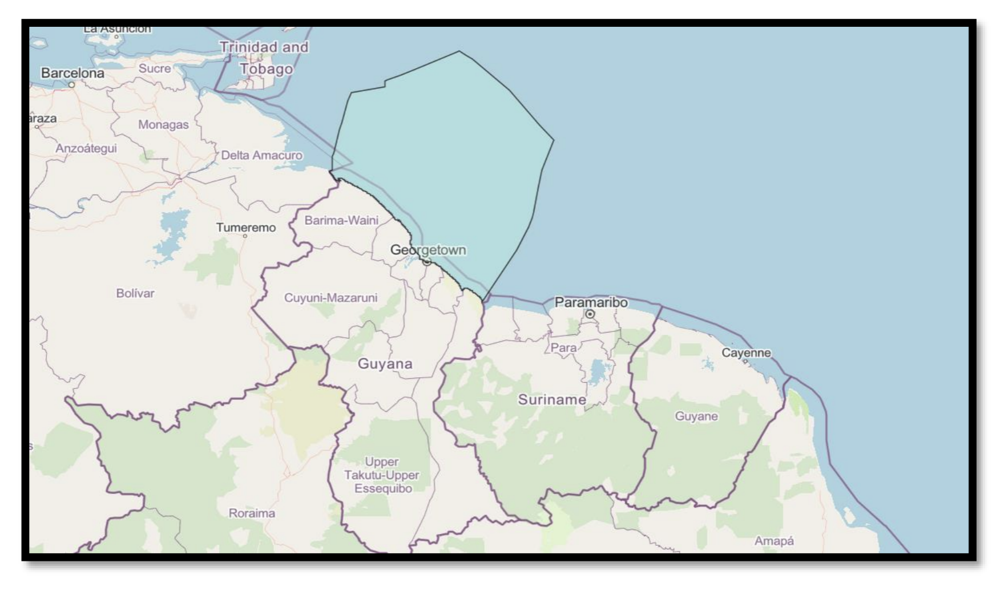 La Asunción
Trinidad and
Tobago
Barcelona
Sucre
araza
Monagas
Anzoátegui
Delta Amacuro
Tumeremo
Barima-Waini
Georgetown
Bolívar
Cuyuni-Mazaruni
Paramaribo
Para
Cayenne
Guyana
Suriname
Guyane
s
Upper
Takutu-Upper
Essequibo
Roraima
Amapá